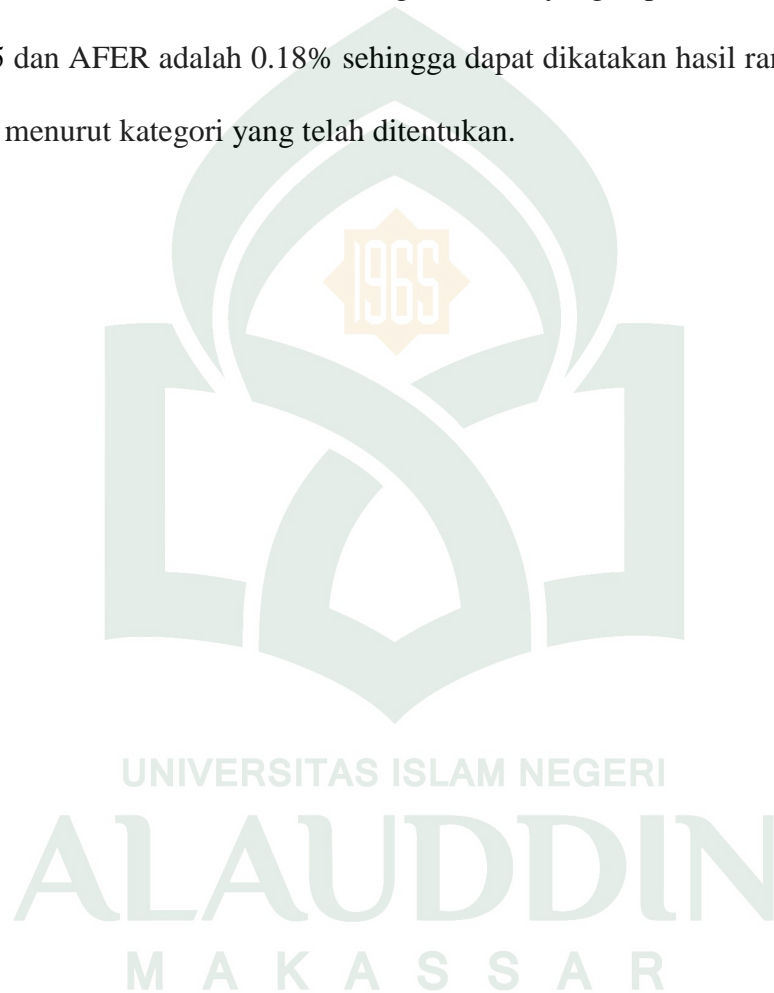 5 dan AFER adalah 0.18% sehingga dapat dikatakan hasil
menurut kategori yang telah ditentukan.
1965
UNIVERSITAS ISLAM NEGERI
ALAUDDIN
MAKASSAR